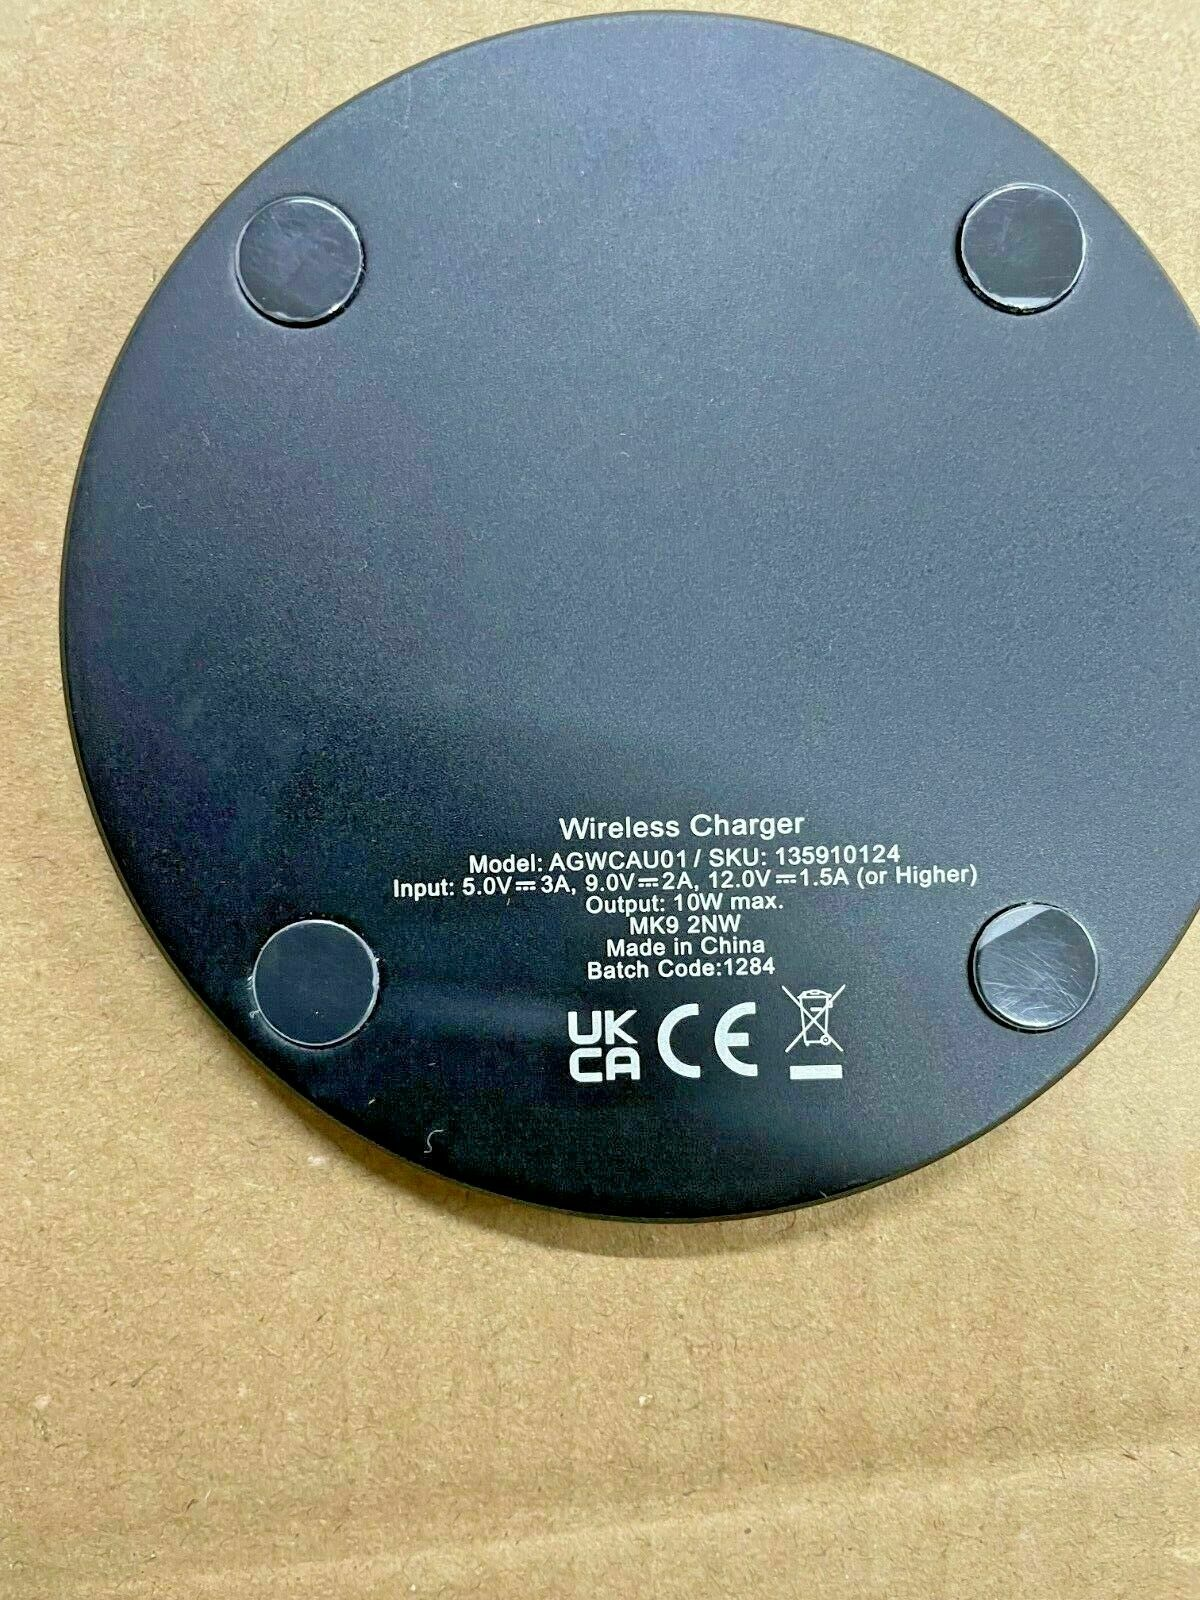 Wireless Charger
Model: AGWCAU01 / SKU: 135910124
Input: 5.0V⎓3A, 9.0V⎓2A, 12.0V⎓1.5A (or Higher)
Output: 10W max.
MK9 2NW
Made in China
Batch Code:1284
UK
CA CE